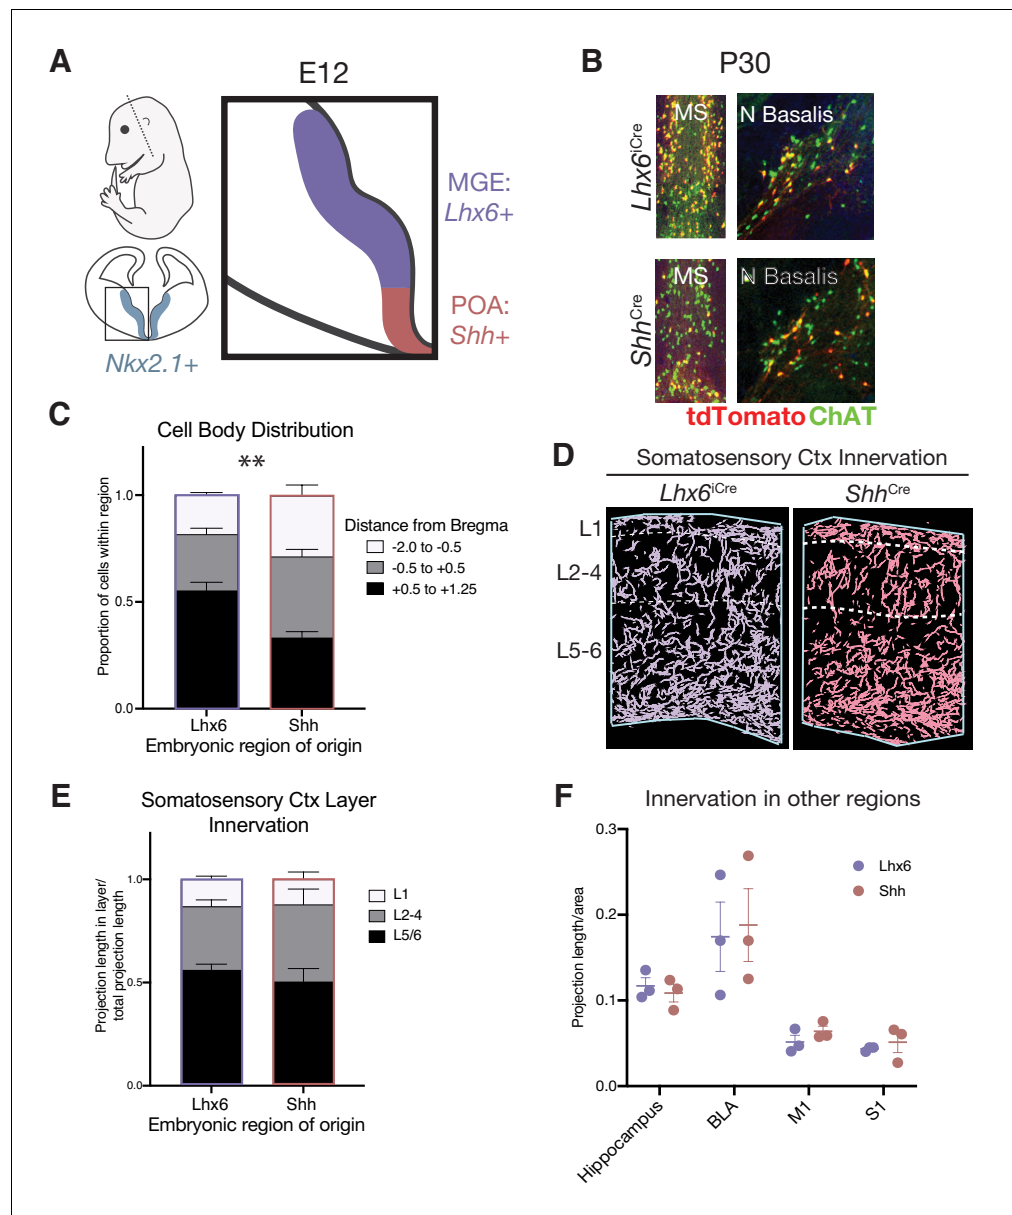 A
E12
MGE:
Lhx6+
POA:
Shh+
Nkx2.1+
B
P30
Lhx6iCre
MS
N Basalis
ShhCre
MS
N Basalis
tdTomato ChAT
C
Cell Body Distribution
**
Proportion of cells within region
1.0
0.5
0.0
Distance from Bregma
-2.0 to -0.5
-0.5 to +0.5
+0.5 to +1.25
Lhx6
Shh
Embryonic region of origin
D
Somatosensory Ctx Innervation
Lhx6iCre
ShhCre
L1
L2-4
L5-6
E
Somatosensory Ctx Layer
Innervation
Projection length in layer/
total projection length
1.0
0.5
0.0
L1
L2-4
L5/6
Lhx6
Shh
Embryonic region of origin
F
Innervation in other regions
Projection length/area
0.3
0.2
0.1
0.0
Lhx6
Shh
Hippocampus
BLA
M1
S1